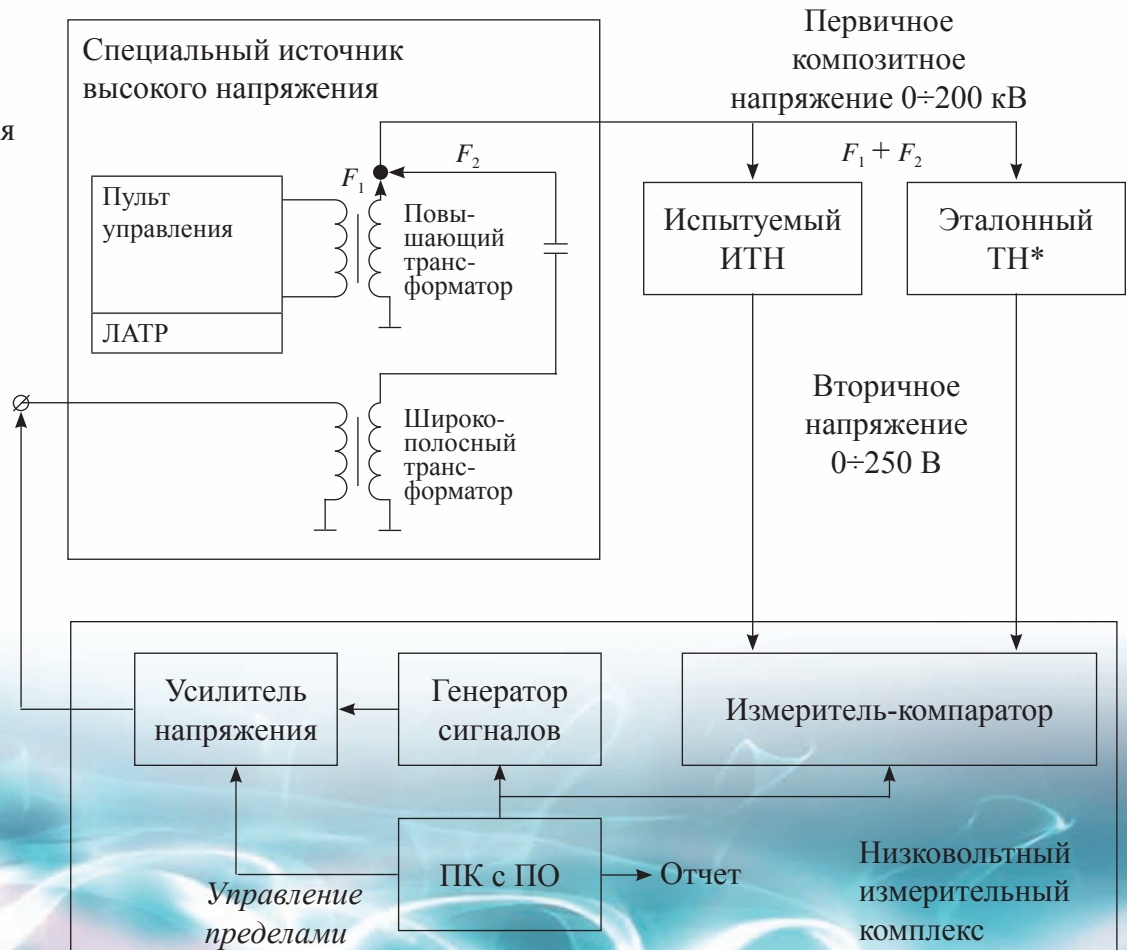 Специальный источник
высокого напряжения
Первичное
композитное
напряжение 0÷200 кВ
я
F₂
F₁
F₁ + F₂
Пульт
управления
ЛАТР
Повы-
шающий
транс-
форматор
Испытуемый
ИТН
Эталонный
ТН*
Широко-
полосный
транс-
форматор
Вторичное
напряжение
0÷250 В
Усилитель
напряжения
Генератор
сигналов
Измеритель-компаратор
ПК с ПО
Отчет
Управление
пределами
Низковольтный
измерительный
комплекс